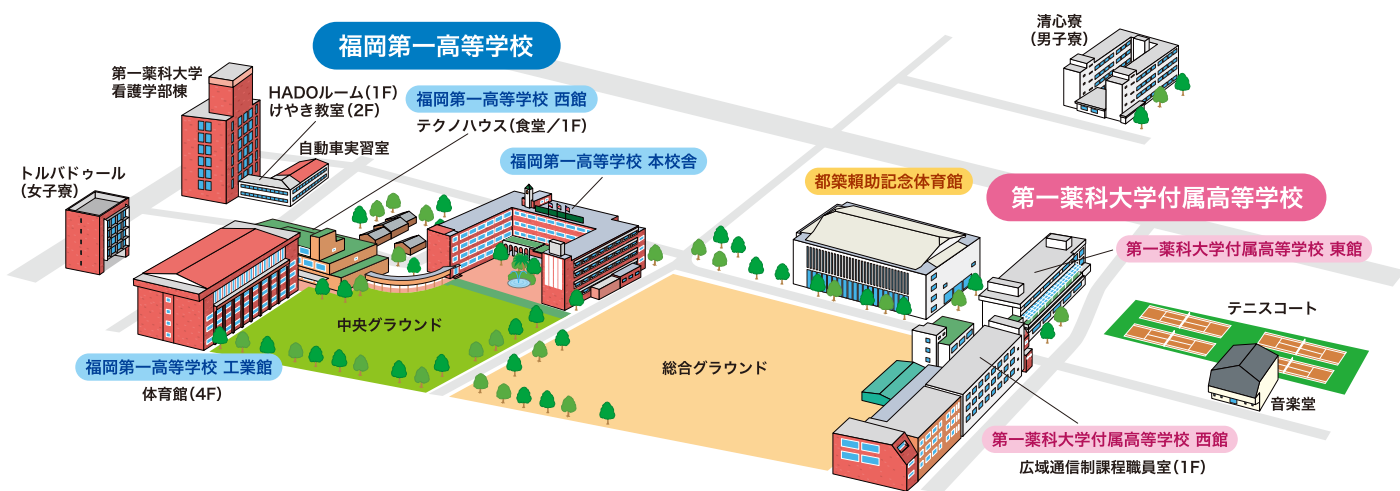 福岡第一高等学校
清心寮
(男子寮)
第一薬科大学
看護学部棟
HADOルーム(1F)
けやき教室(2F)
福岡第一高等学校 西館
テクノハウス(食堂/1F)
自動車実習室
福岡第一高等学校 本校舎
トルバドゥール
(女子寮)
都築頼助記念体育館
第一薬科大学付属高等学校
第一薬科大学付属高等学校 東館
テニスコート
中央グラウンド
福岡第一高等学校 工業館
体育館(4F)
総合グラウンド
音楽堂
第一薬科大学付属高等学校 西館
広域通信制課程職員室(1F)